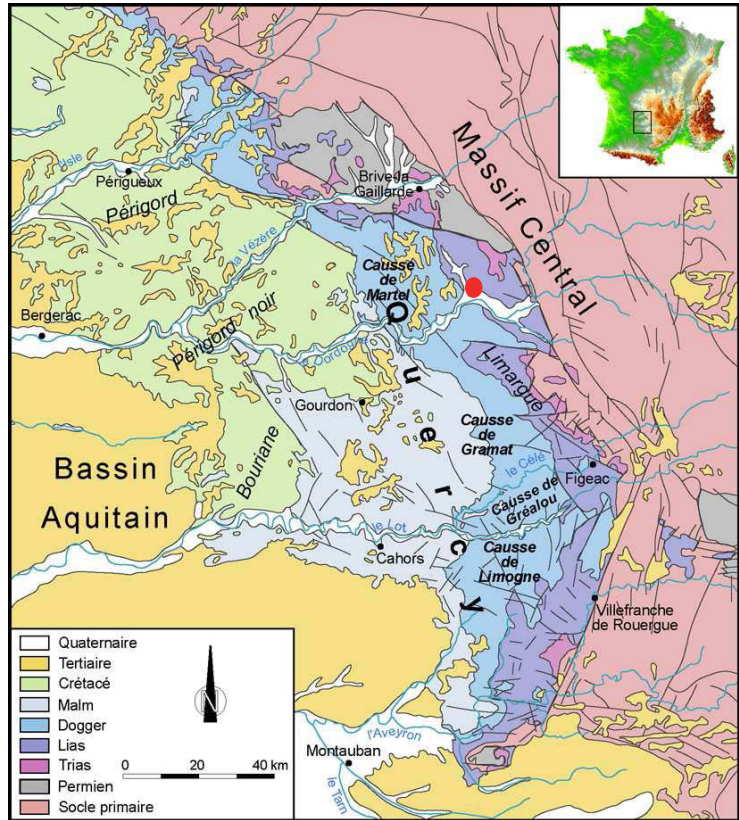 Massif Central
l'Isle
Périgueux
Brive-la
Gaillarde
Périgord
la Vézère
Causse
de
Martel
Bergerac
Périgord noir
Quercy
Limargue
Gourdon
Causse
de
Gramat
Bassin
Aquitain
Bouriane
le Célé
Figeac
Causse de
Gréalou
le Lot
Cahors
Causse
de
Limogne
Villefranche
de Rouergue
Quaternaire
Tertiaire
Crétacé
Malm
Dogger
Lias
Trias
Permien
Socle primaire
N
0 20 40 km
l'Aveyron
Montauban
le Tarn